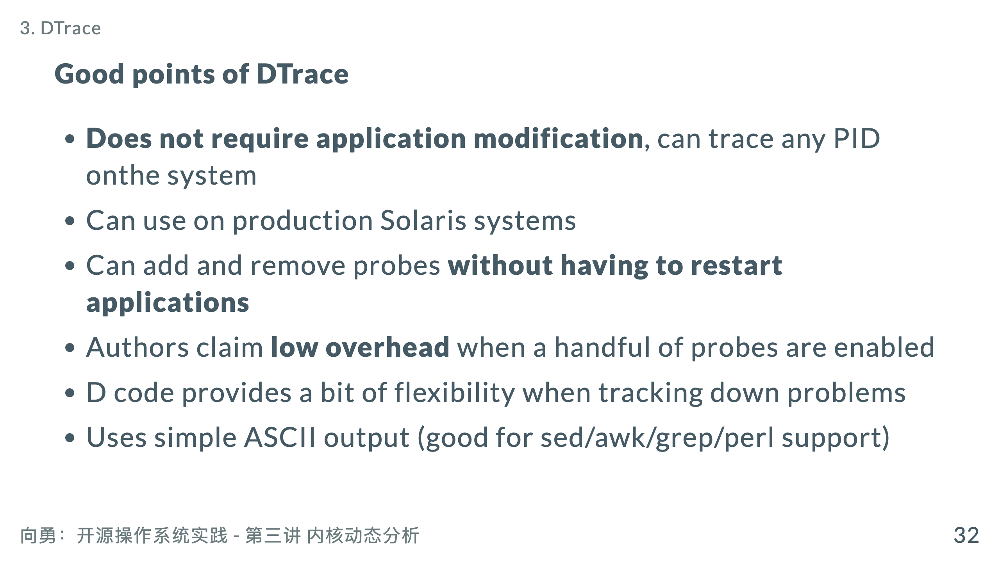 3. DTrace
Good points of DTrace
• Does not require application modification, can trace any PID
onthe system
• Can use on production Solaris systems
• Can add and remove probes without having to restart
applications
• Authors claim low overhead when a handful of probes are enabled
• D code provides a bit of flexibility when tracking down problems
• Uses simple ASCII output (good for sed/awk/grep/perl support)
向勇：开源操作系统实践 - 第三讲 内核动态分析
32